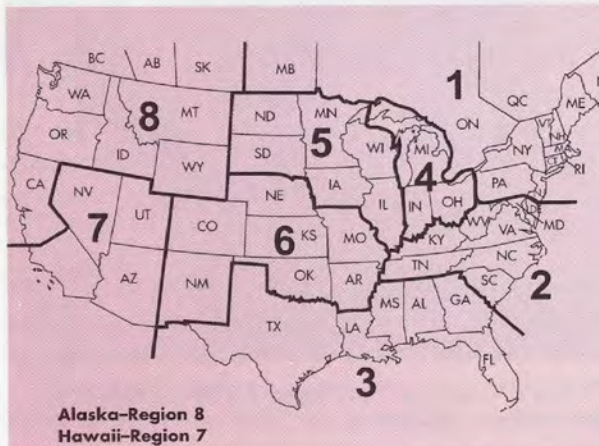 BC
AB
SK
MB
1
QC
ON
ME
WA
MT
8
ND
MN
5
OR
ID
SD
WI
MI
4
VT
NH
MA
NY
CT
RI
WY
IA
PA
CA
NV
7
UT
NE
IL
IN
OH
CO
6
KS
MO
WV
VA
MD
DE
KY
AZ
NM
OK
AR
TN
NC
SC
2
TX
LA
MS
AL
GA
3
FL
Alaska–Region 8
Hawaii–Region 7